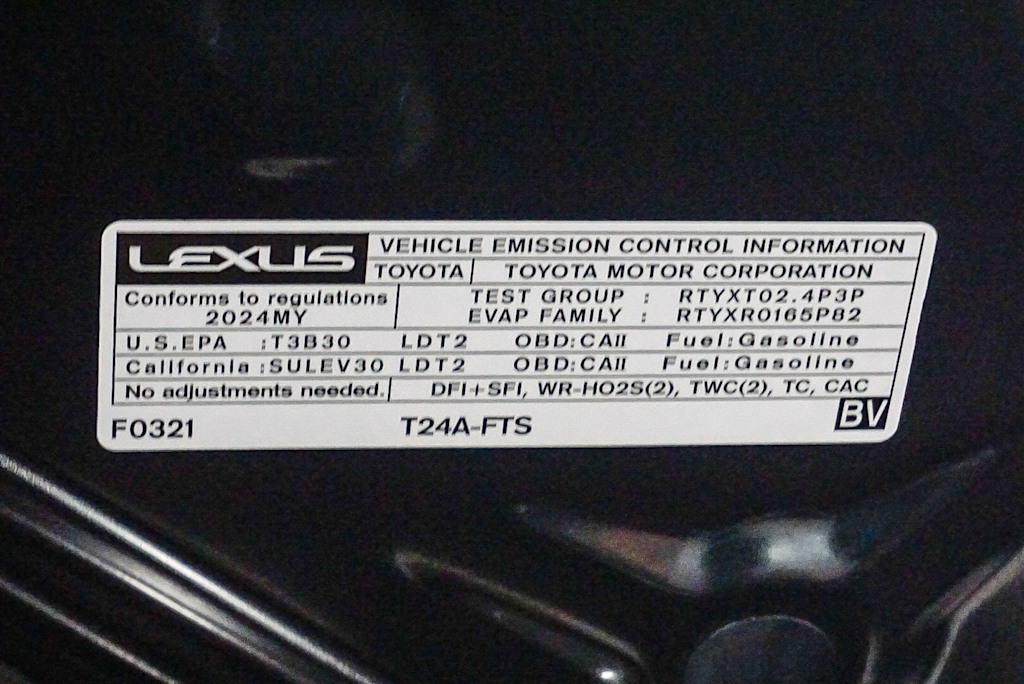 LEXUS VEHICLE EMISSION CONTROL INFORMATION
TOYOTA TOYOTA MOTOR CORPORATION
Conforms to regulations
2024MY
TEST GROUP : RTYXT02.4P3P
EVAP FAMILY : RTYXR0165P82
U.S.EPA :T3B30 LDT2 OBD:CAII Fuel:Gasoline
California:SULEV30 LDT2 OBD:CAII Fuel:Gasoline
No adjustments needed. DFI+SFI, WR-HO2S(2), TWC(2), TC, CAC
F0321 T24A-FTS BV